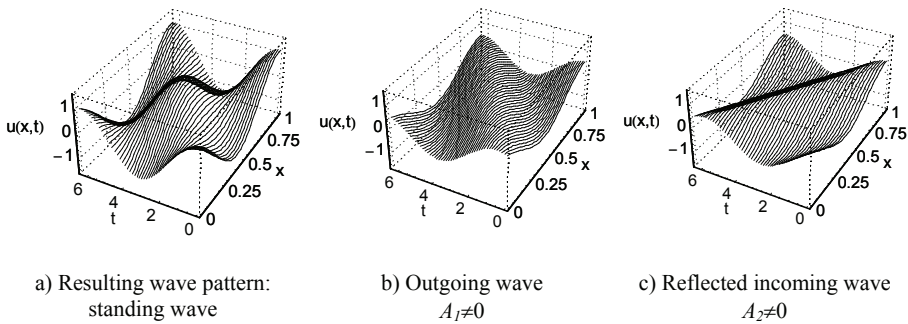 1
0
−1
u(x,t)
6
4
2
0
t
0
0.25
0.5
0.75
1
x
1
0
−1
u(x,t)
6
4
2
0
t
0
0.25
0.5
0.75
1
x
1
0
−1
u(x,t)
6
4
2
0
t
0
0.25
0.5
0.75
1
x
a) Resulting wave pattern:
standing wave
b) Outgoing wave
A₁≠0
c) Reflected incoming wave
A₂≠0